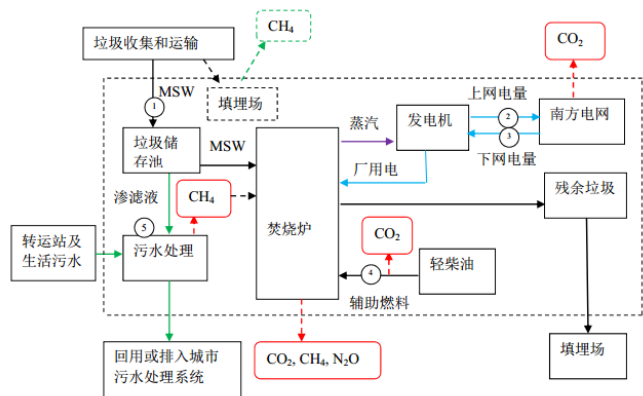 垃圾收集和运输
CH₄
CO₂
MSW
填埋场
上网电量
1
蒸汽
发电机
2
南方电网
3
垃圾储
存池
MSW
下网电量
厂用电
渗滤液
CH₄
焚烧炉
残余垃圾
5
转运站及
生活污水
污水处理
CO₂
4
轻柴油
辅助燃料
回用或排入城市
污水处理系统
CO₂, CH₄, N₂O
填埋场